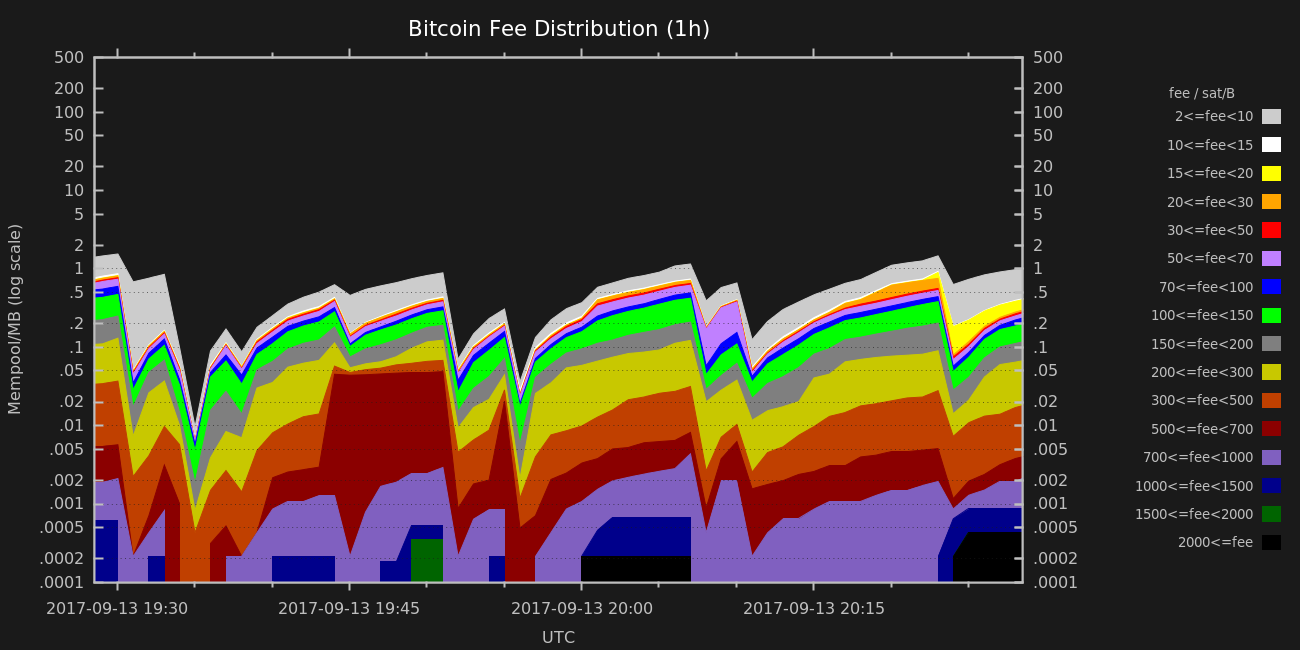 Bitcoin Fee Distribution (1h)
500
200
100
50
20
10
5
2
1
.5
.2
.1
.05
.02
.01
.005
.002
.001
.0005
.0002
.0001
Mempool/MB (log scale)
500
200
100
50
20
10
5
2
1
.5
.2
.1
.05
.02
.01
.005
.002
.001
.0005
.0002
.0001
2017-09-13 19:30
2017-09-13 19:45
2017-09-13 20:00
2017-09-13 20:15
UTC
fee / sat/B
2<=fee<10
10<=fee<15
15<=fee<20
20<=fee<30
30<=fee<50
50<=fee<70
70<=fee<100
100<=fee<150
150<=fee<200
200<=fee<300
300<=fee<500
500<=fee<700
700<=fee<1000
1000<=fee<1500
1500<=fee<2000
2000<=fee